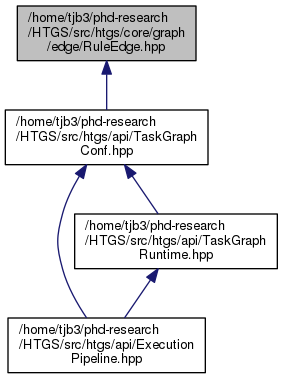 /home/tjb3/phd-research
/HTGS/src/htgs/core/graph
/edge/RuleEdge.hpp
/home/tjb3/phd-research
/HTGS/src/htgs/api/TaskGraph
Conf.hpp
/home/tjb3/phd-research
/HTGS/src/htgs/api/TaskGraph
Runtime.hpp
/home/tjb3/phd-research
/HTGS/src/htgs/api/Execution
Pipeline.hpp